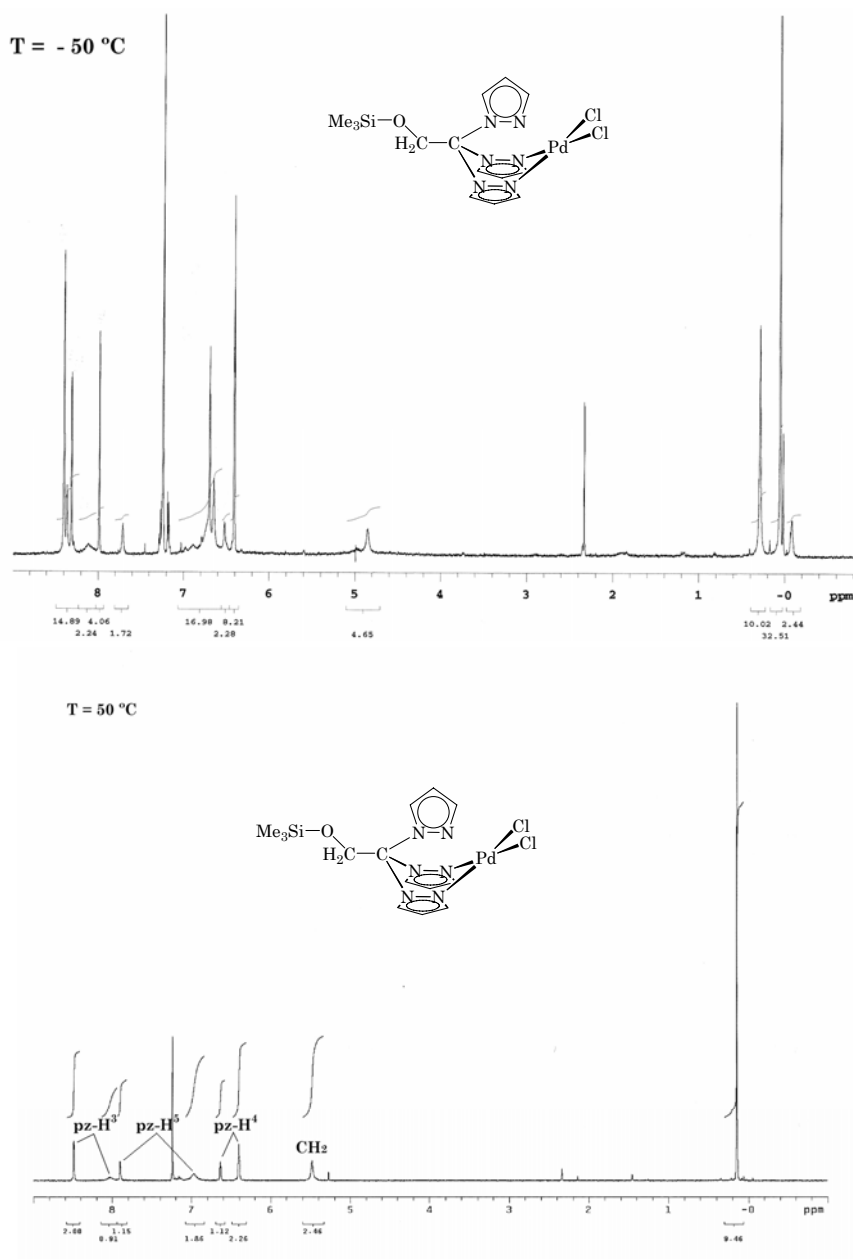 T = - 50 ºC
Me3Si O
H2C C
N N
N N
N N
Pd
Cl
Cl
8 7 6 5 4 3 2 1 -0 ppm
14.89 4.06 16.98 8.21 10.02 2.44
2.24 1.72 2.28 4.65 32.51
T = 50 ºC
Me3Si O
H2C C
N N
N N
N N
Pd
Cl
Cl
pz-H3 pz-H5 pz-H4
CH2
8 7 6 5 4 3 2 1 -0 ppm
2.08 1.15 1.12 2.46 9.46
0.91 1.86 2.26